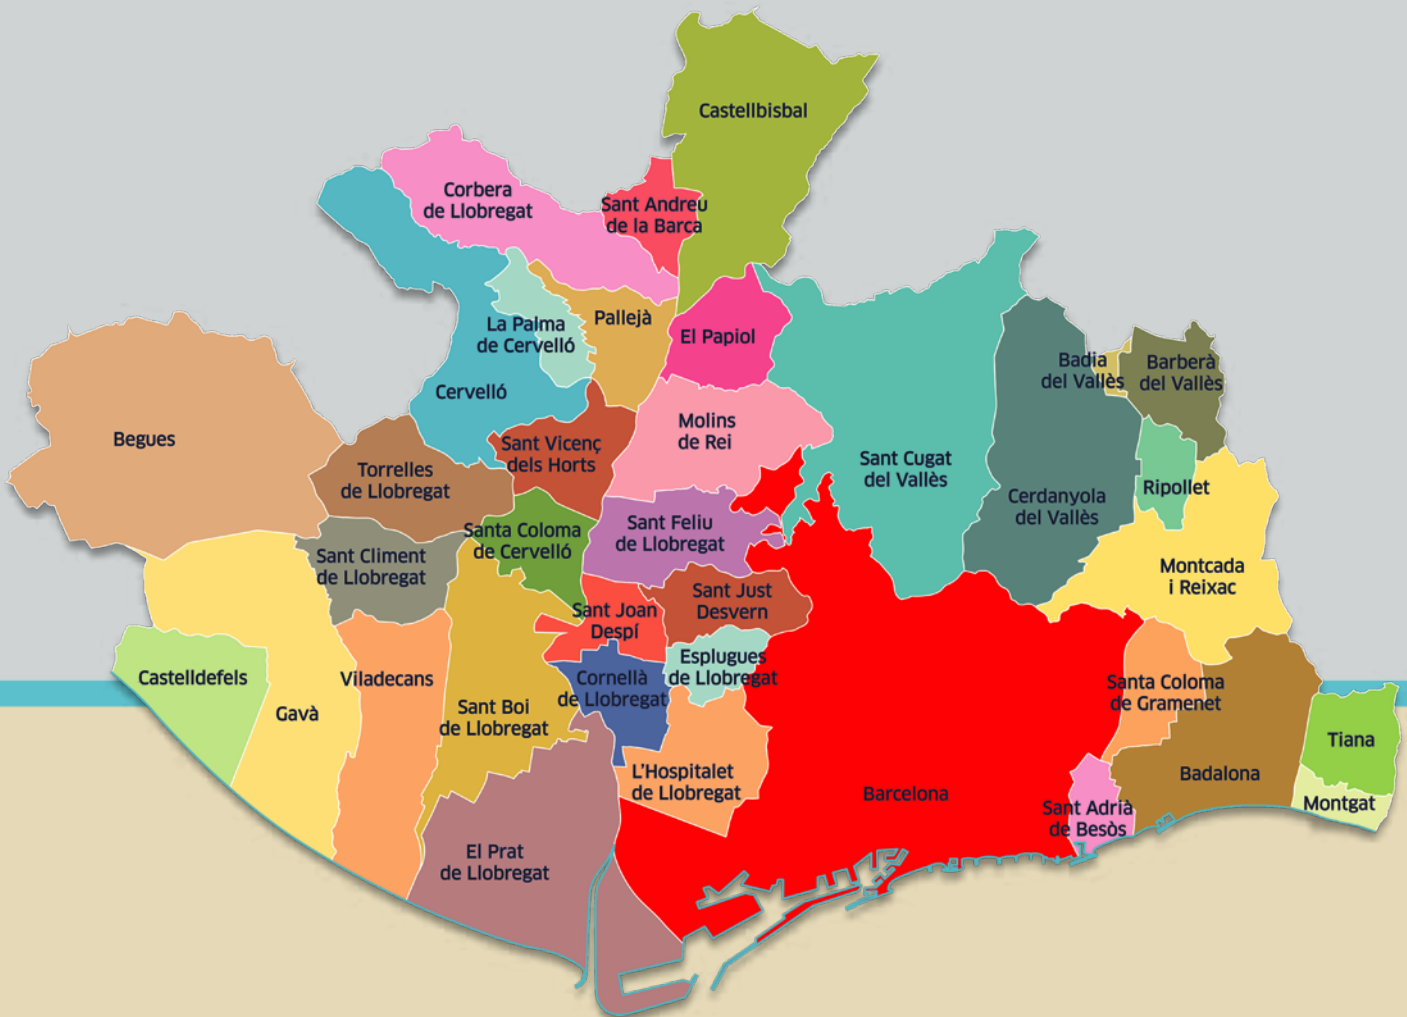 Castellbisbal
Corbera
de Llobregat
Sant Andreu
de la Barca
La Palma
de Cervelló
Pallejà
El Papiol
Badia
del Vallès
Barberà
del Vallès
Cervelló
Begues
Molins
de Rei
Sant Vicenç
dels Horts
Torrelles
de Llobregat
Sant Cugat
del Vallès
Cerdanyola
del Vallès
Ripollet
Santa Coloma
de Cervelló
Sant Feliu
de Llobregat
Sant Climent
de Llobregat
Montcada
i Reixac
Sant Just
Desvern
Sant Joan
Despí
Esplugues
de Llobregat
Castelldefels
Viladecans
Cornellà
de Llobregat
Santa Coloma
de Gramenet
Gavà
Sant Boi
de Llobregat
Tiana
L'Hospitalet
de Llobregat
Badalona
Barcelona
Montgat
Sant Adrià
de Besòs
El Prat
de Llobregat